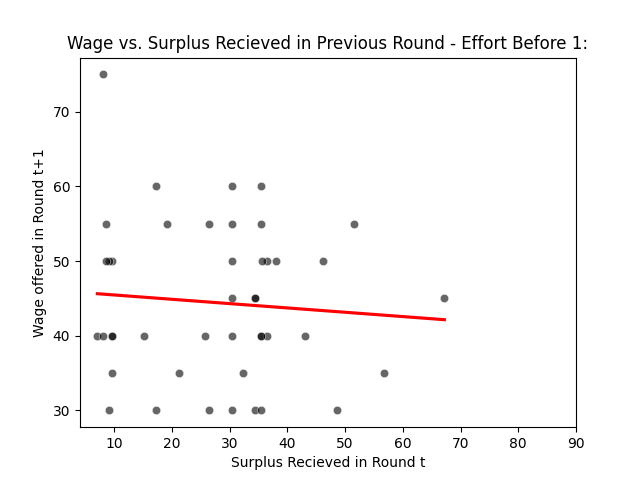 Wage vs. Surplus Recieved in Previous Round - Effort Before 1:
Wage offered in Round t+1
70
60
50
40
30
10 20 30 40 50 60 70 80 90
Surplus Recieved in Round t